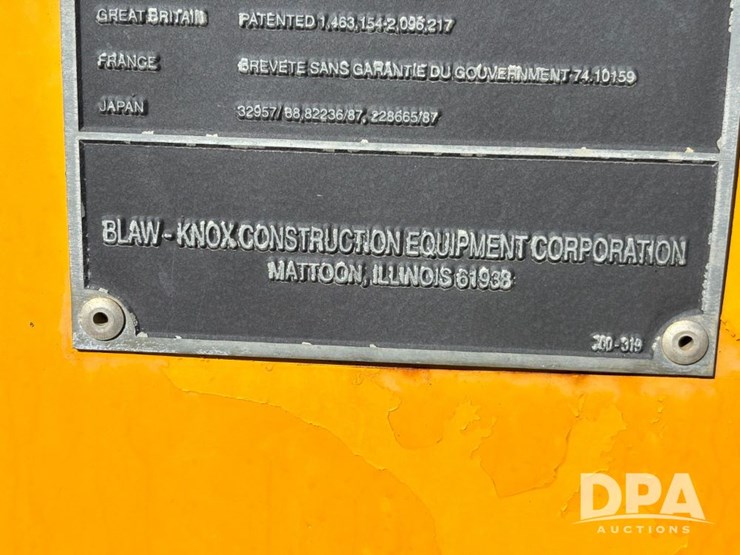 GREAT BRITAIN PATENTED 1,463,154-2,096,217
FRANCE BREVETE SANS GARANTIE DU GOUVERNMENT 74.10159
JAPAN 32957/88,82236/87, 228665/87
BLAW - KNOX CONSTRUCTION EQUIPMENT CORPORATION
MATTOON, ILLINOIS 61938
DPA
AUCTIONS